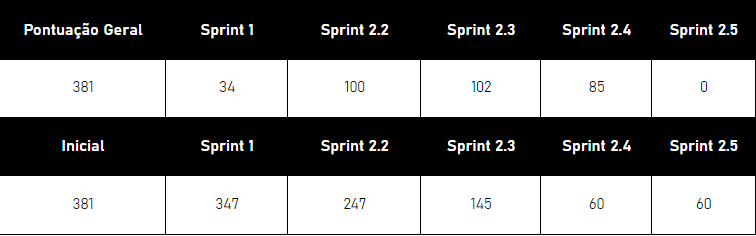 Pontuação Geral Sprint 1 Sprint 2.2 Sprint 2.3 Sprint 2.4 Sprint 2.5
381 34 100 102 85 0
Inicial Sprint 1 Sprint 2.2 Sprint 2.3 Sprint 2.4 Sprint 2.5
381 347 247 145 60 60